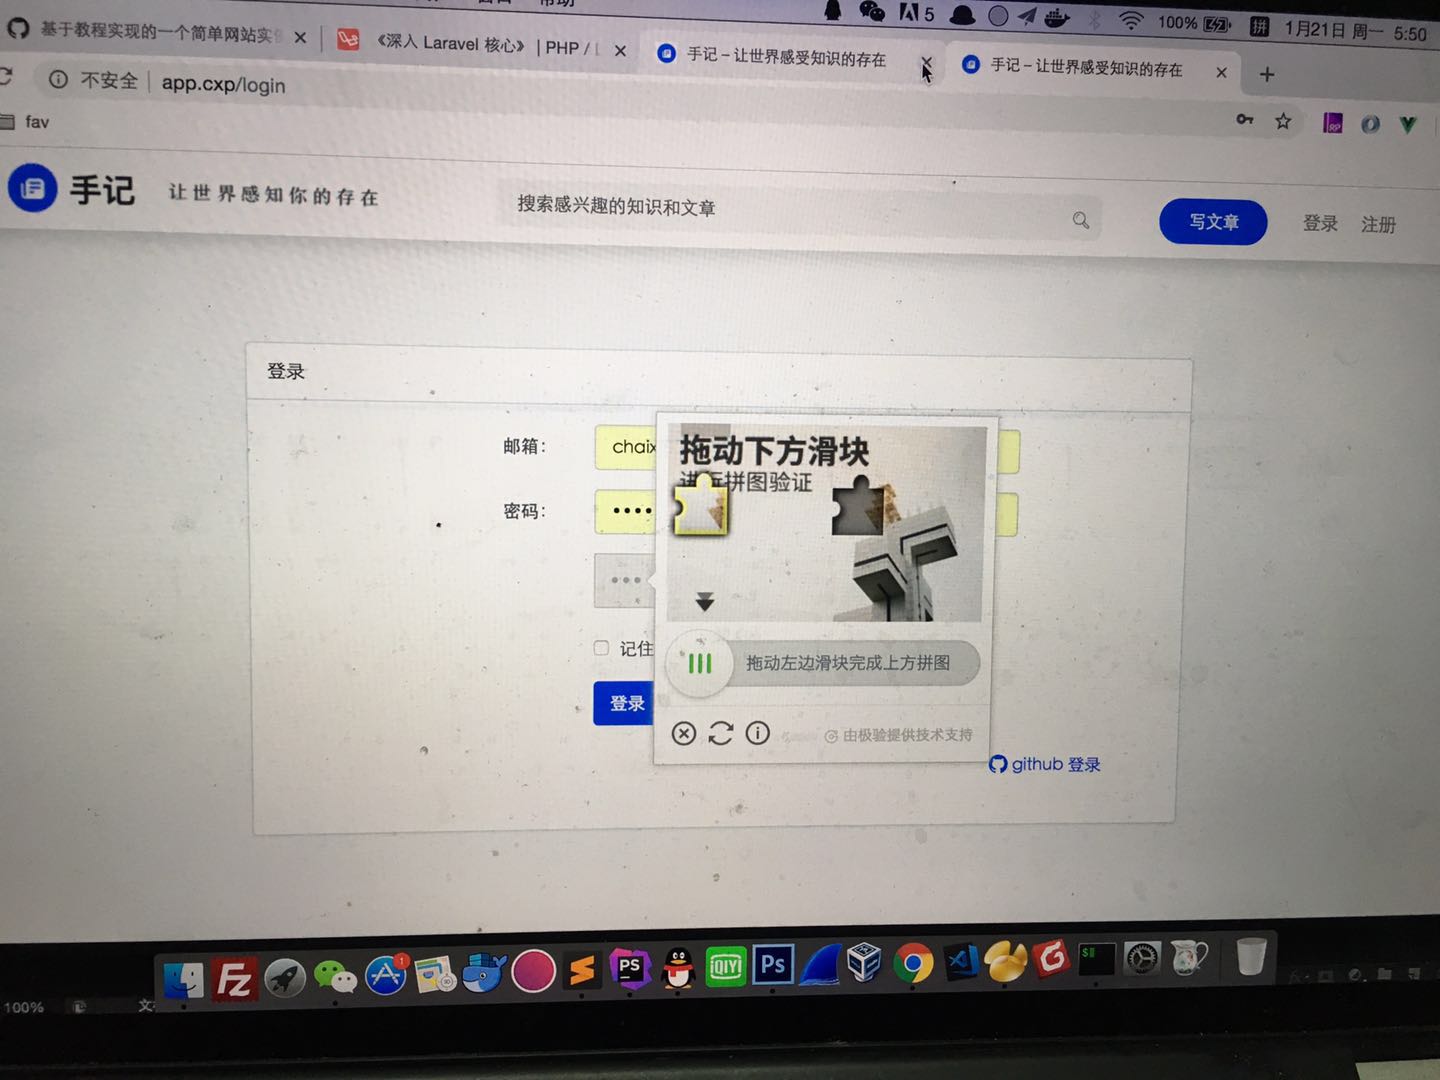 A 5
100%
拼
1月21日 周一 5:50
基于教程实现的一个简单网站实
《深入 Laravel 核心》 | PHP /
手记 – 让世界感受知识的存在
手记 – 让世界感受知识的存在
不安全 | app.cxp/login
fav
RP
手记
让世界感知你的存在
搜索感兴趣的知识和文章
写文章
登录
注册
登录
邮箱:
chaix
密码:
拖动下方滑块
进行拼图验证
拖动左边滑块完成上方拼图
记住
登录
由极验提供技术支持
github 登录
Fz
1
PS
iQIYI
Ps
$
100%
文